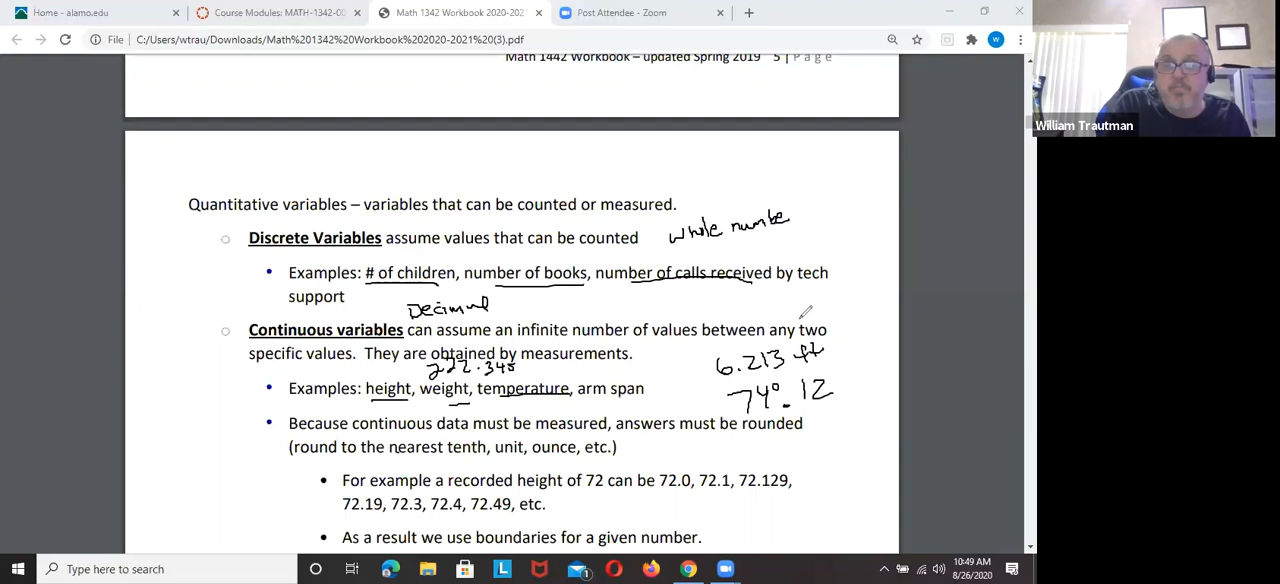 Home - alamo.edu
Course Modules: MATH-1342-00
Math 1342 Workbook 2020-2021
Post Attendee - Zoom
File
C:/Users/wtrau/Downloads/Math%201342%20Workbook%202020-2021%20(3).pdf
W
Math 1442 Workbook – updated Spring 2019 5 | P a g e
William Trautman
Quantitative variables – variables that can be counted or measured.
whole numbe
Discrete Variables assume values that can be counted
Examples: # of children, number of books, number of calls received by tech
support
Decimal
Continuous variables can assume an infinite number of values between any two
specific values. They are obtained by measurements.
6.213 ft
222.345
Examples: height, weight, temperature, arm span
74°.12
Because continuous data must be measured, answers must be rounded
(round to the nearest tenth, unit, ounce, etc.)
For example a recorded height of 72 can be 72.0, 72.1, 72.129,
72.19, 72.3, 72.4, 72.49, etc.
As a result we use boundaries for a given number.
Type here to search
L
1
10:49 AM
8/26/2020